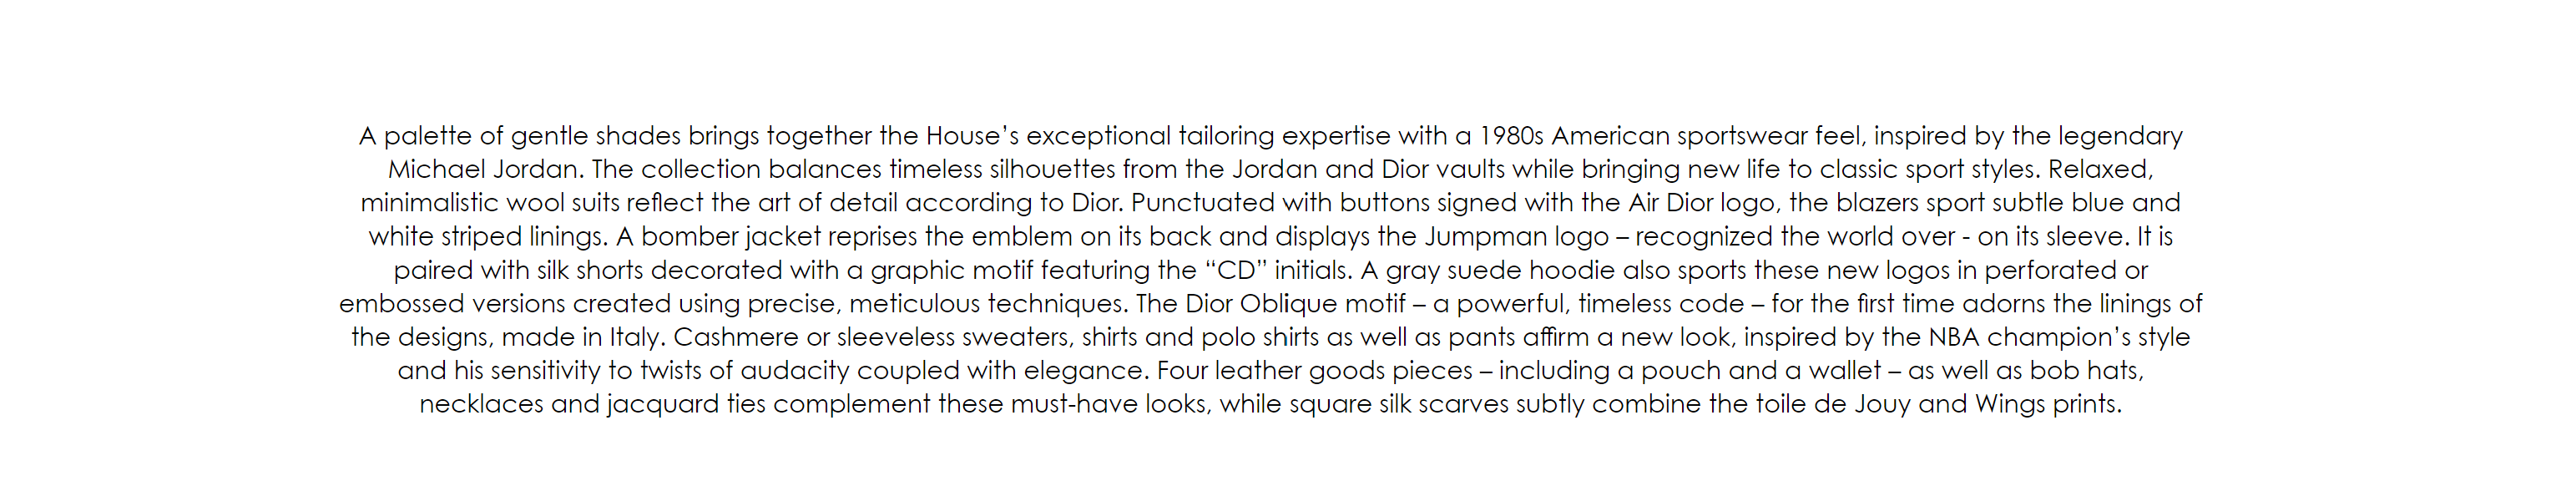 A palette of gentle shades brings together the House’s exceptional tailoring expertise with a 1980s American sportswear feel, inspired by the legendary
Michael Jordan. The collection balances timeless silhouettes from the Jordan and Dior vaults while bringing new life to classic sport styles. Relaxed,
minimalistic wool suits reflect the art of detail according to Dior. Punctuated with buttons signed with the Air Dior logo, the blazers sport subtle blue and
white striped linings. A bomber jacket reprises the emblem on its back and displays the Jumpman logo – recognized the world over - on its sleeve. It is
paired with silk shorts decorated with a graphic motif featuring the “CD” initials. A gray suede hoodie also sports these new logos in perforated or
embossed versions created using precise, meticulous techniques. The Dior Oblique motif – a powerful, timeless code – for the first time adorns the linings of
the designs, made in Italy. Cashmere or sleeveless sweaters, shirts and polo shirts as well as pants affirm a new look, inspired by the NBA champion’s style
and his sensitivity to twists of audacity coupled with elegance. Four leather goods pieces – including a pouch and a wallet – as well as bob hats,
necklaces and jacquard ties complement these must-have looks, while square silk scarves subtly combine the toile de Jouy and Wings prints.